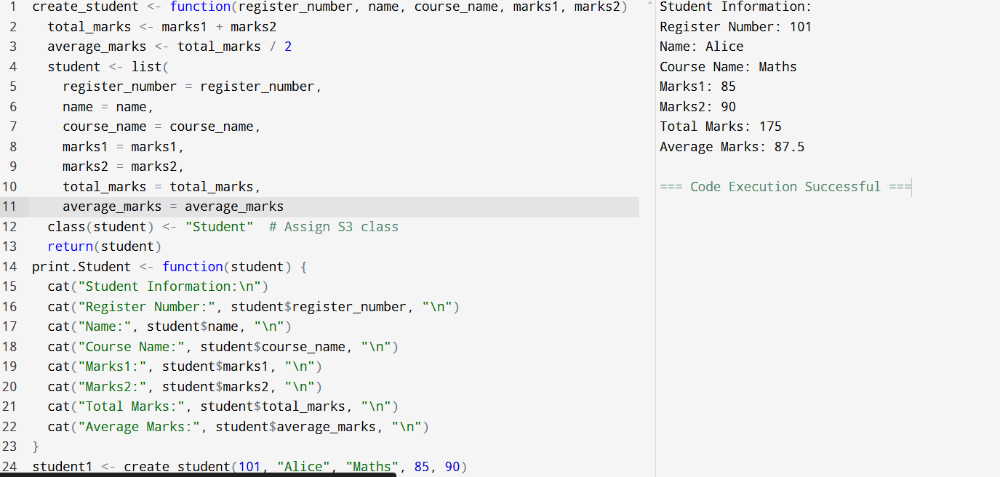 1 create_student <- function(register_number, name, course_name, marks1, marks2)
2   total_marks <- marks1 + marks2
3   average_marks <- total_marks / 2
4   student <- list(
5     register_number = register_number,
6     name = name,
7     course_name = course_name,
8     marks1 = marks1,
9     marks2 = marks2,
10     total_marks = total_marks,
11     average_marks = average_marks
12   class(student) <- "Student"  # Assign S3 class
13   return(student)
14 print.Student <- function(student) {
15   cat("Student Information:\n")
16   cat("Register Number:", student$register_number, "\n")
17   cat("Name:", student$name, "\n")
18   cat("Course Name:", student$course_name, "\n")
19   cat("Marks1:", student$marks1, "\n")
20   cat("Marks2:", student$marks2, "\n")
21   cat("Total Marks:", student$total_marks, "\n")
22   cat("Average Marks:", student$average_marks, "\n")
23 }
24 student1 <- create_student(101, "Alice", "Maths", 85, 90)
Student Information:
Register Number: 101
Name: Alice
Course Name: Maths
Marks1: 85
Marks2: 90
Total Marks: 175
Average Marks: 87.5
=== Code Execution Successful ===